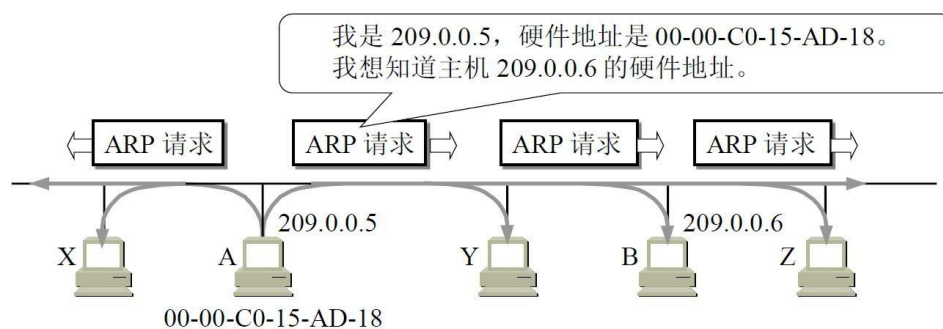 我是 209.0.0.5，硬件地址是 00-00-C0-15-AD-18。
我想知道主机 209.0.0.6 的硬件地址。
ARP 请求
ARP 请求
ARP 请求
ARP 请求
209.0.0.5
209.0.0.6
X
A
Y
B
Z
00-00-C0-15-AD-18